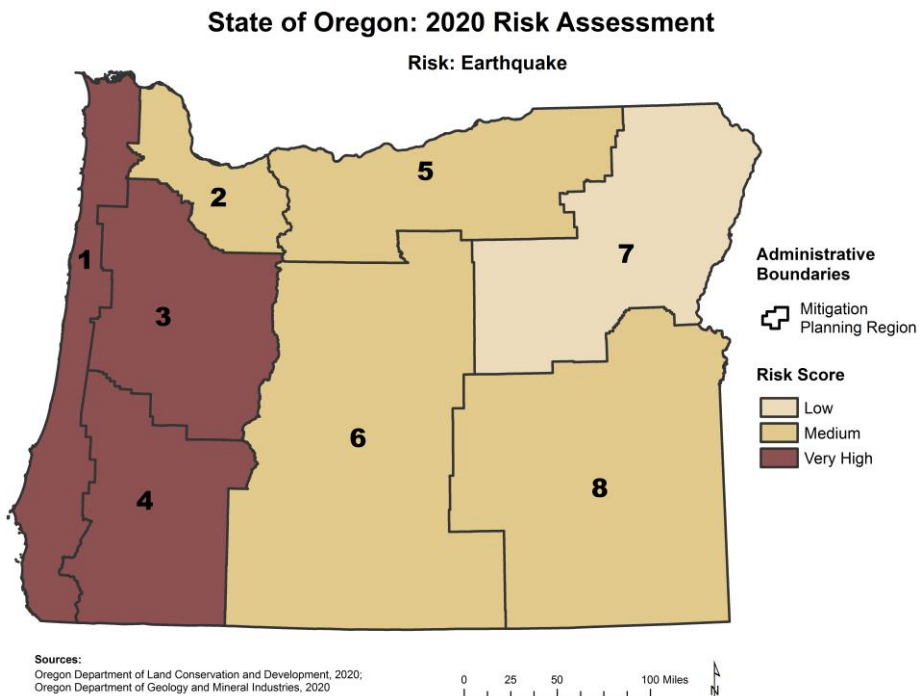 State of Oregon: 2020 Risk Assessment
Risk: Earthquake
1
2
3
4
5
6
7
8
Administrative
Boundaries
Mitigation
Planning Region
Risk Score
Low
Medium
Very High
Sources:
Oregon Department of Land Conservation and Development, 2020;
Oregon Department of Geology and Mineral Industries, 2020
0 25 50 100 Miles
N